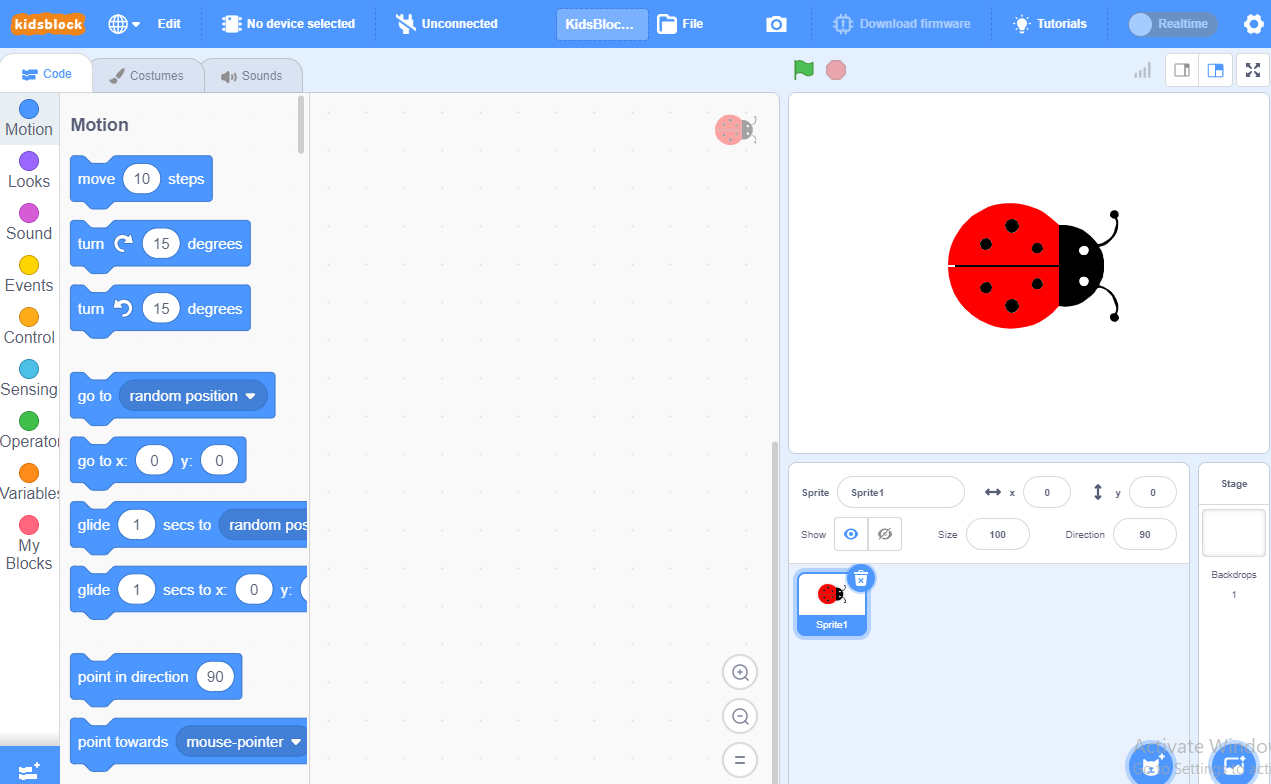 kidsblock Edit No device selected Unconnected KidsBloc... File Download firmware Tutorials Realtime
Code Costumes Sounds
Motion
Looks
Sound
Events
Control
Sensing
Operator
Variables
My
Blocks
Motion
move 10 steps
turn 15 degrees
turn 15 degrees
go to random position
go to x: 0 y: 0
glide 1 secs to random pos
glide 1 secs to x: 0 y:
point in direction 90
point towards mouse-pointer
Sprite Sprite1 x 0 y 0
Show Size 100 Direction 90
Sprite1
Stage
Backdrops
1
Activate Windo
Go to Settings to acti